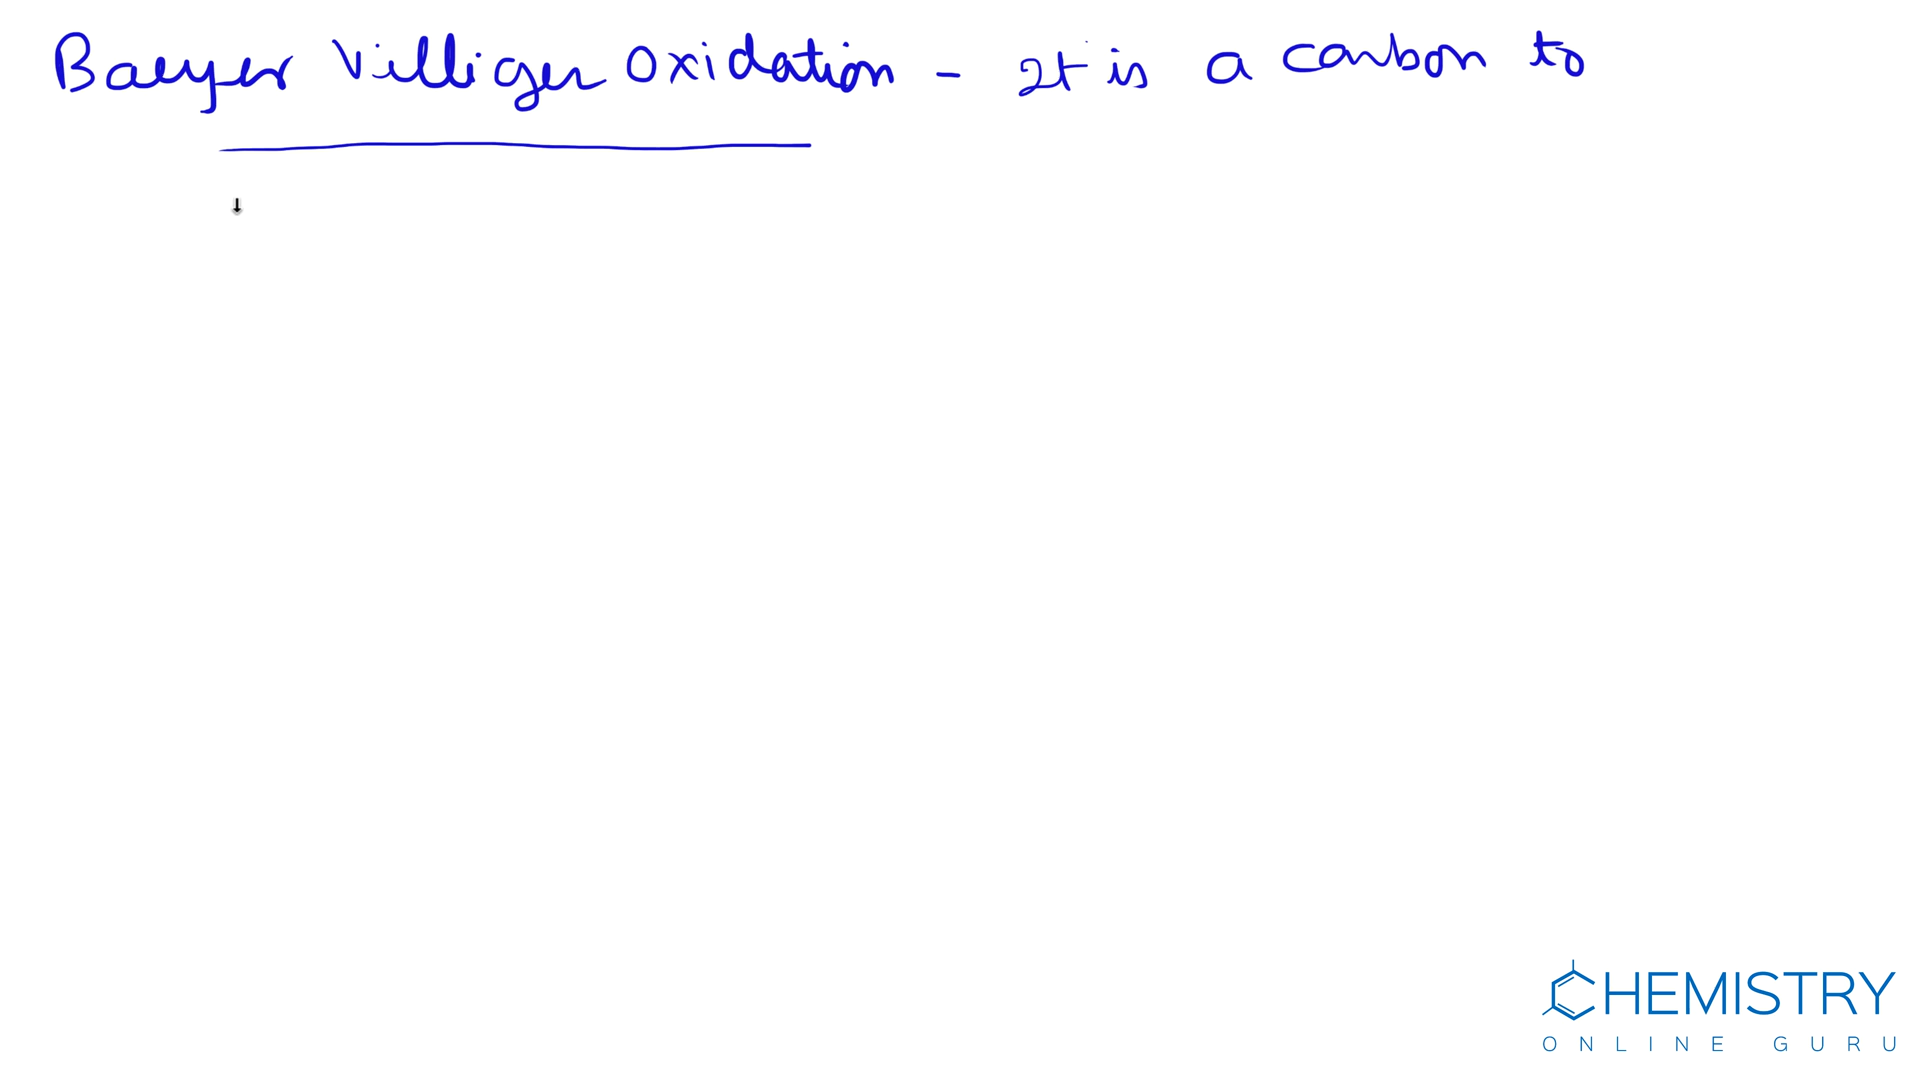 Baeyer Villiger Oxidation - It is a carbon to
CHEMISTRY
ONLINE GURU